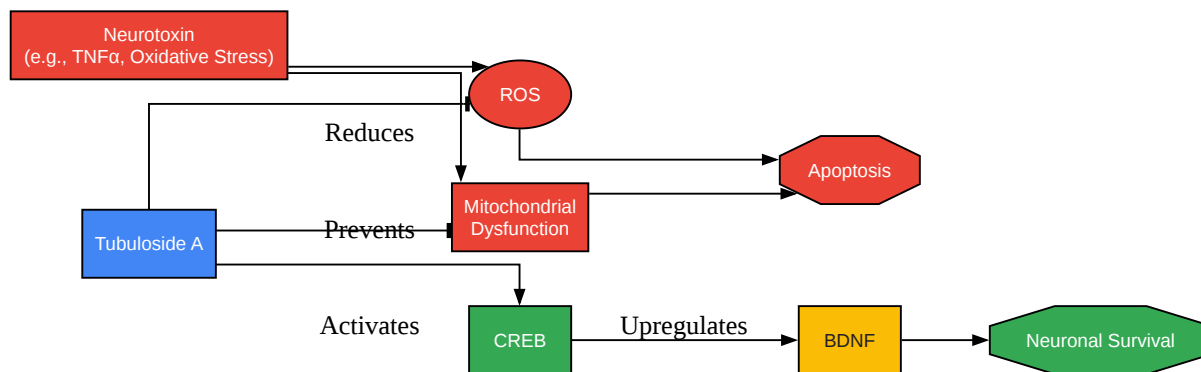 Neurotoxin
(e.g., TNFα, Oxidative Stress)
ROS
Reduces
Apoptosis
Mitochondrial
Dysfunction
Prevents
Tubuloside A
Activates
CREB
Upregulates
BDNF
Neuronal Survival